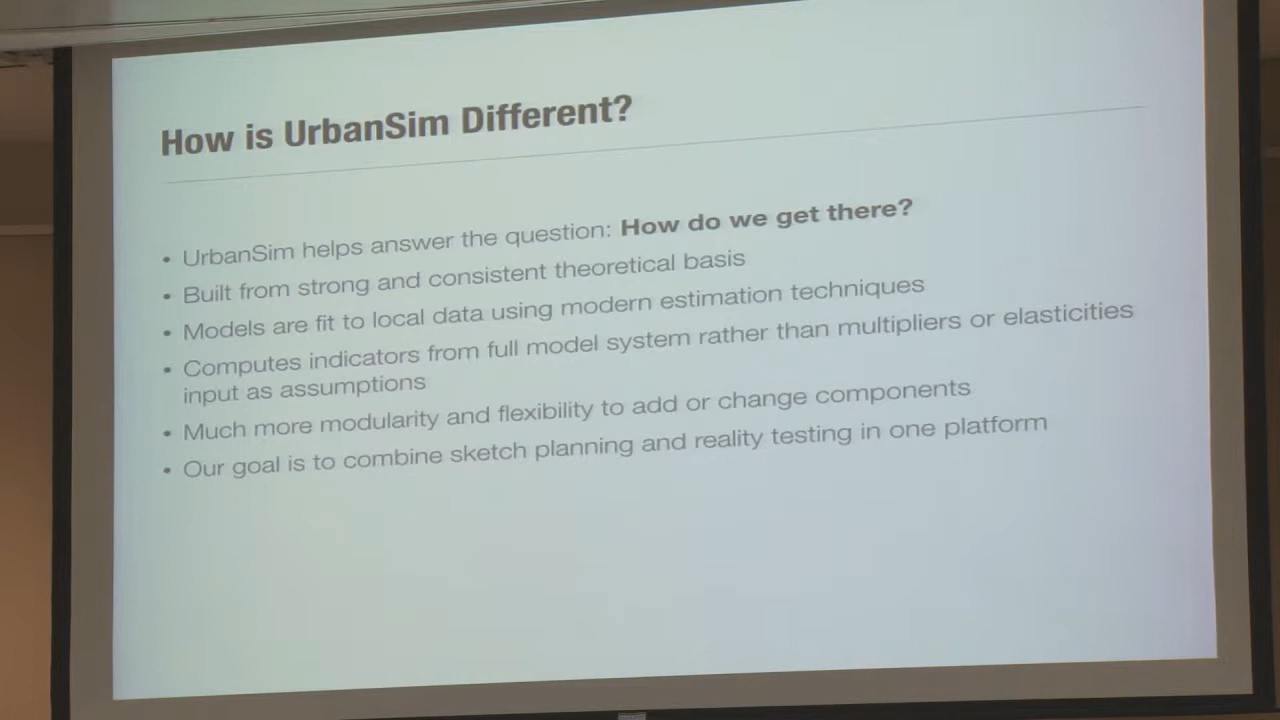 How is UrbanSim Different?
• UrbanSim helps answer the question: How do we get there?
• Built from strong and consistent theoretical basis
• Models are fit to local data using modern estimation techniques
• Computes indicators from full model system rather than multipliers or elasticities
input as assumptions
• Much more modularity and flexibility to add or change components
• Our goal is to combine sketch planning and reality testing in one platform